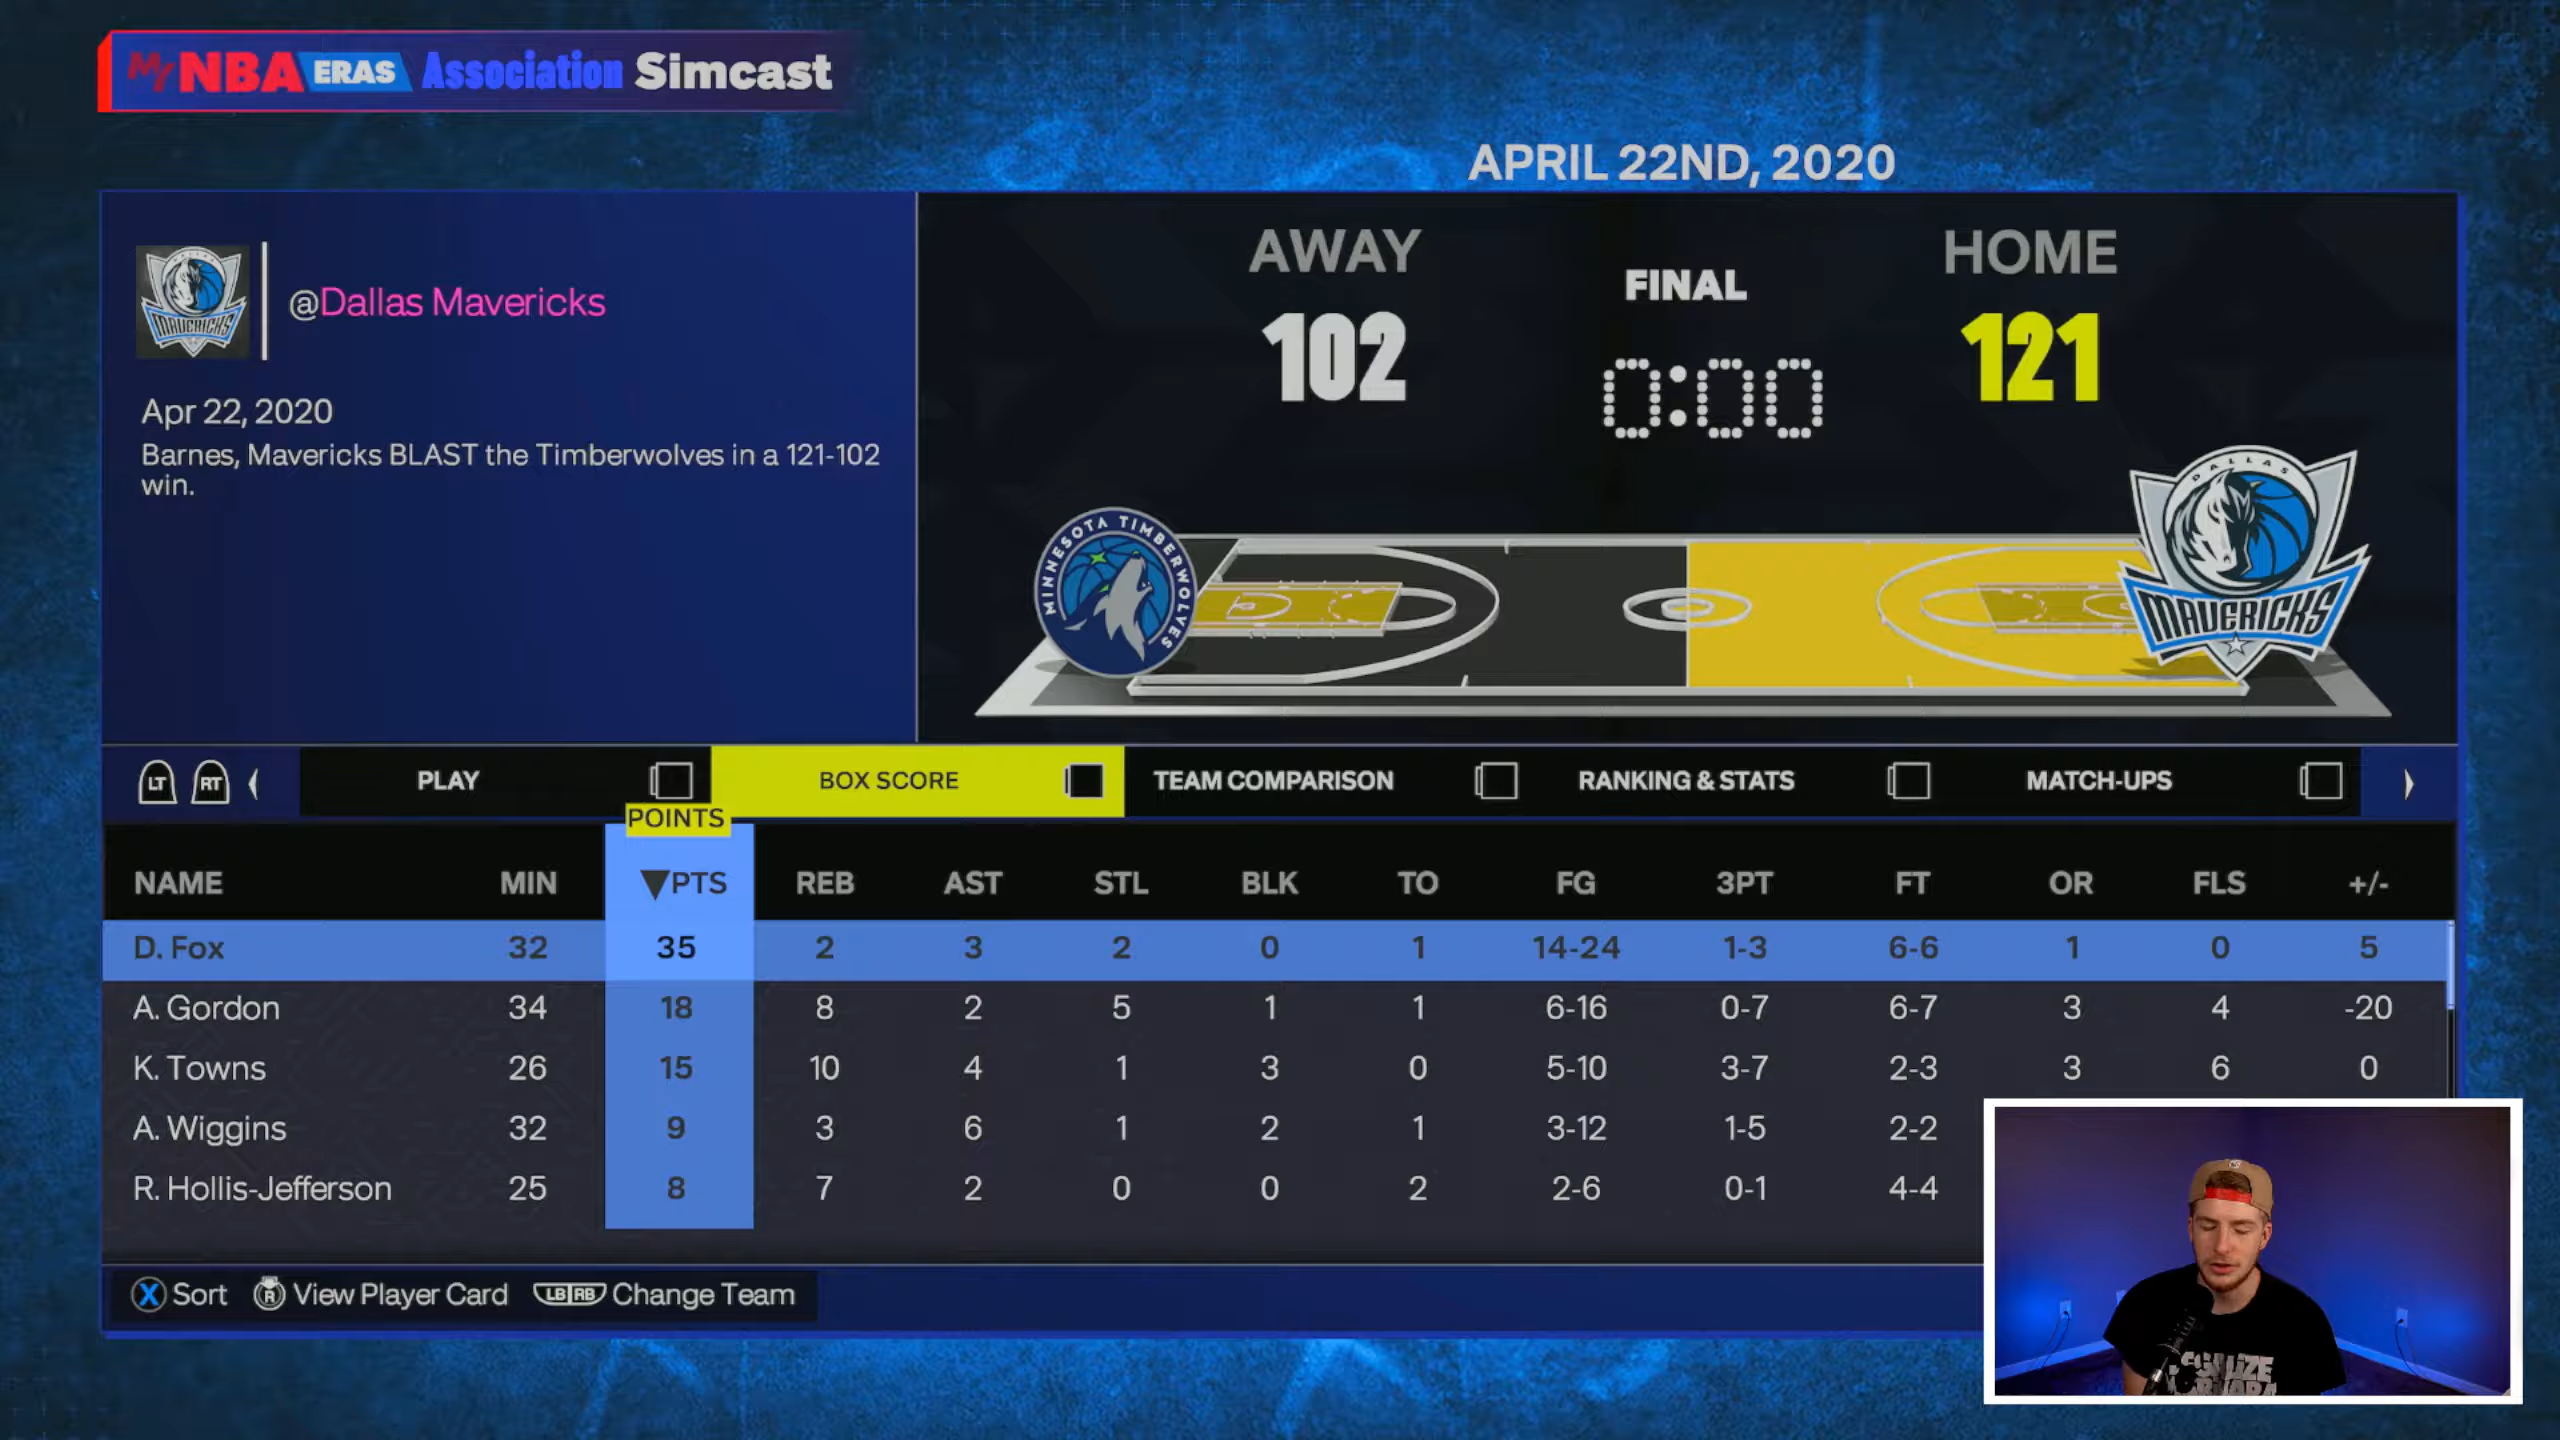 My NBA ERAS Association Simcast
APRIL 22ND, 2020
MAVERICKS
@Dallas Mavericks
Apr 22, 2020
Barnes, Mavericks BLAST the Timberwolves in a 121-102
win.
AWAY FINAL HOME
102 0:00 121
MINNESOTA TIMBERWOLVES
DALLAS
MAVERICKS
LT RT PLAY BOX SCORE TEAM COMPARISON RANKING & STATS MATCH-UPS
POINTS
NAME MIN ▼PTS REB AST STL BLK TO FG 3PT FT OR FLS +/-
D. Fox 32 35 2 3 2 0 1 14-24 1-3 6-6 1 0 5
A. Gordon 34 18 8 2 5 1 1 6-16 0-7 6-7 3 4 -20
K. Towns 26 15 10 4 1 3 0 5-10 3-7 2-3 3 6 0
A. Wiggins 32 9 3 6 1 2 1 3-12 1-5 2-2
R. Hollis-Jefferson 25 8 7 2 0 0 2 2-6 0-1 4-4
X Sort R View Player Card LB RB Change Team